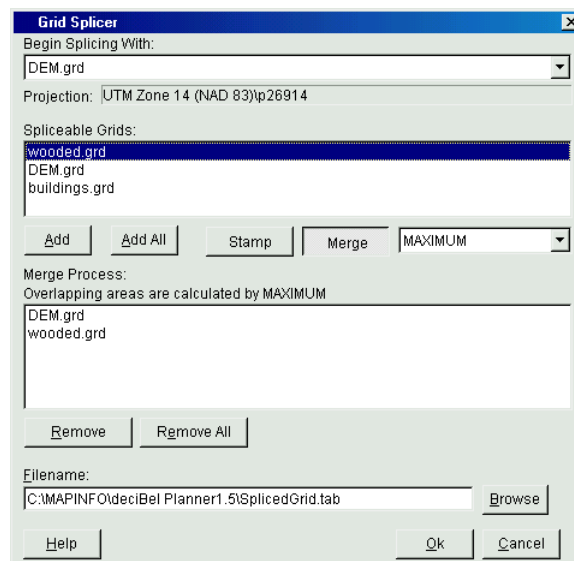 Grid Splicer
Begin Splicing With:
DEM.grd
Projection: UTM Zone 14 (NAD 83)\p26914
Spliceable Grids:
wooded.grd
DEM.grd
buildings.grd
Add Add All Stamp Merge MAXIMUM
Merge Process:
Overlapping areas are calculated by MAXIMUM
DEM.grd
wooded.grd
Remove Remove All
Filename:
C:\MAPINFO\deciBel Planner1.5\SplicedGrid.tab Browse
Help Ok Cancel